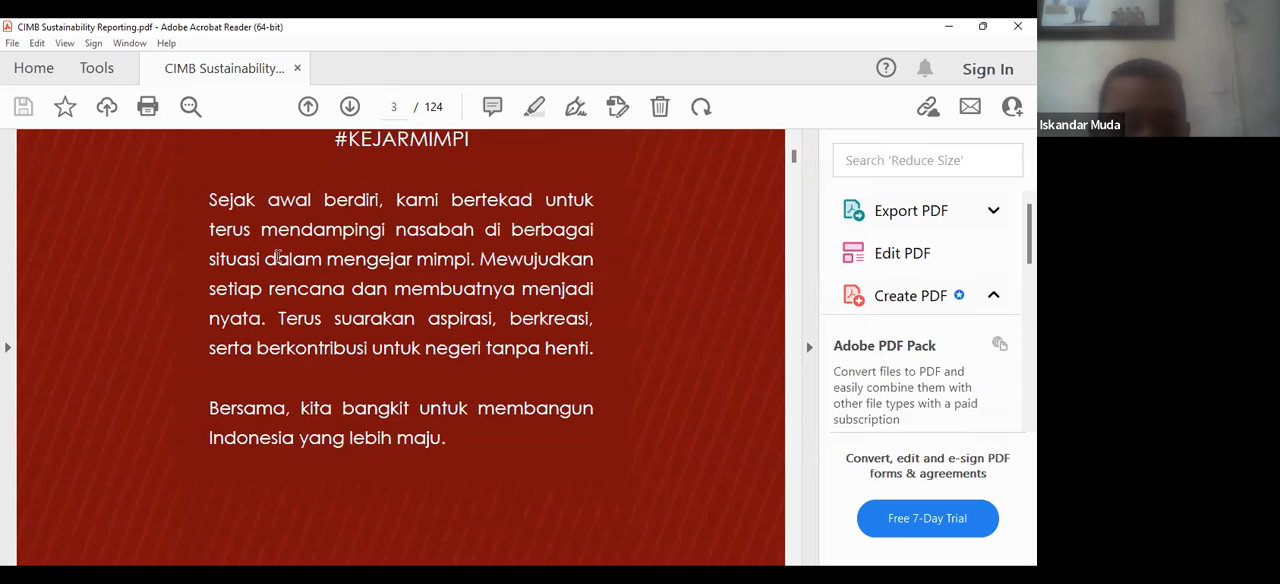 CIMB Sustainability Reporting.pdf - Adobe Acrobat Reader (64-bit)
File Edit View Sign Window Help
Home Tools CIMB Sustainability... × Sign In
3 / 124
#KEJARMIMPI
Sejak awal berdiri, kami bertekad untuk
terus mendampingi nasabah di berbagai
situasi dalam mengejar mimpi. Mewujudkan
setiap rencana dan membuatnya menjadi
nyata. Terus suarakan aspirasi, berkreasi,
serta berkontribusi untuk negeri tanpa henti.
Bersama, kita bangkit untuk membangun
Indonesia yang lebih maju.
Search 'Reduce Size'
Export PDF
Edit PDF
Create PDF
Adobe PDF Pack
Convert files to PDF and
easily combine them with
other file types with a paid
subscription
Convert, edit and e-sign PDF
forms & agreements
Free 7-Day Trial
Iskandar Muda